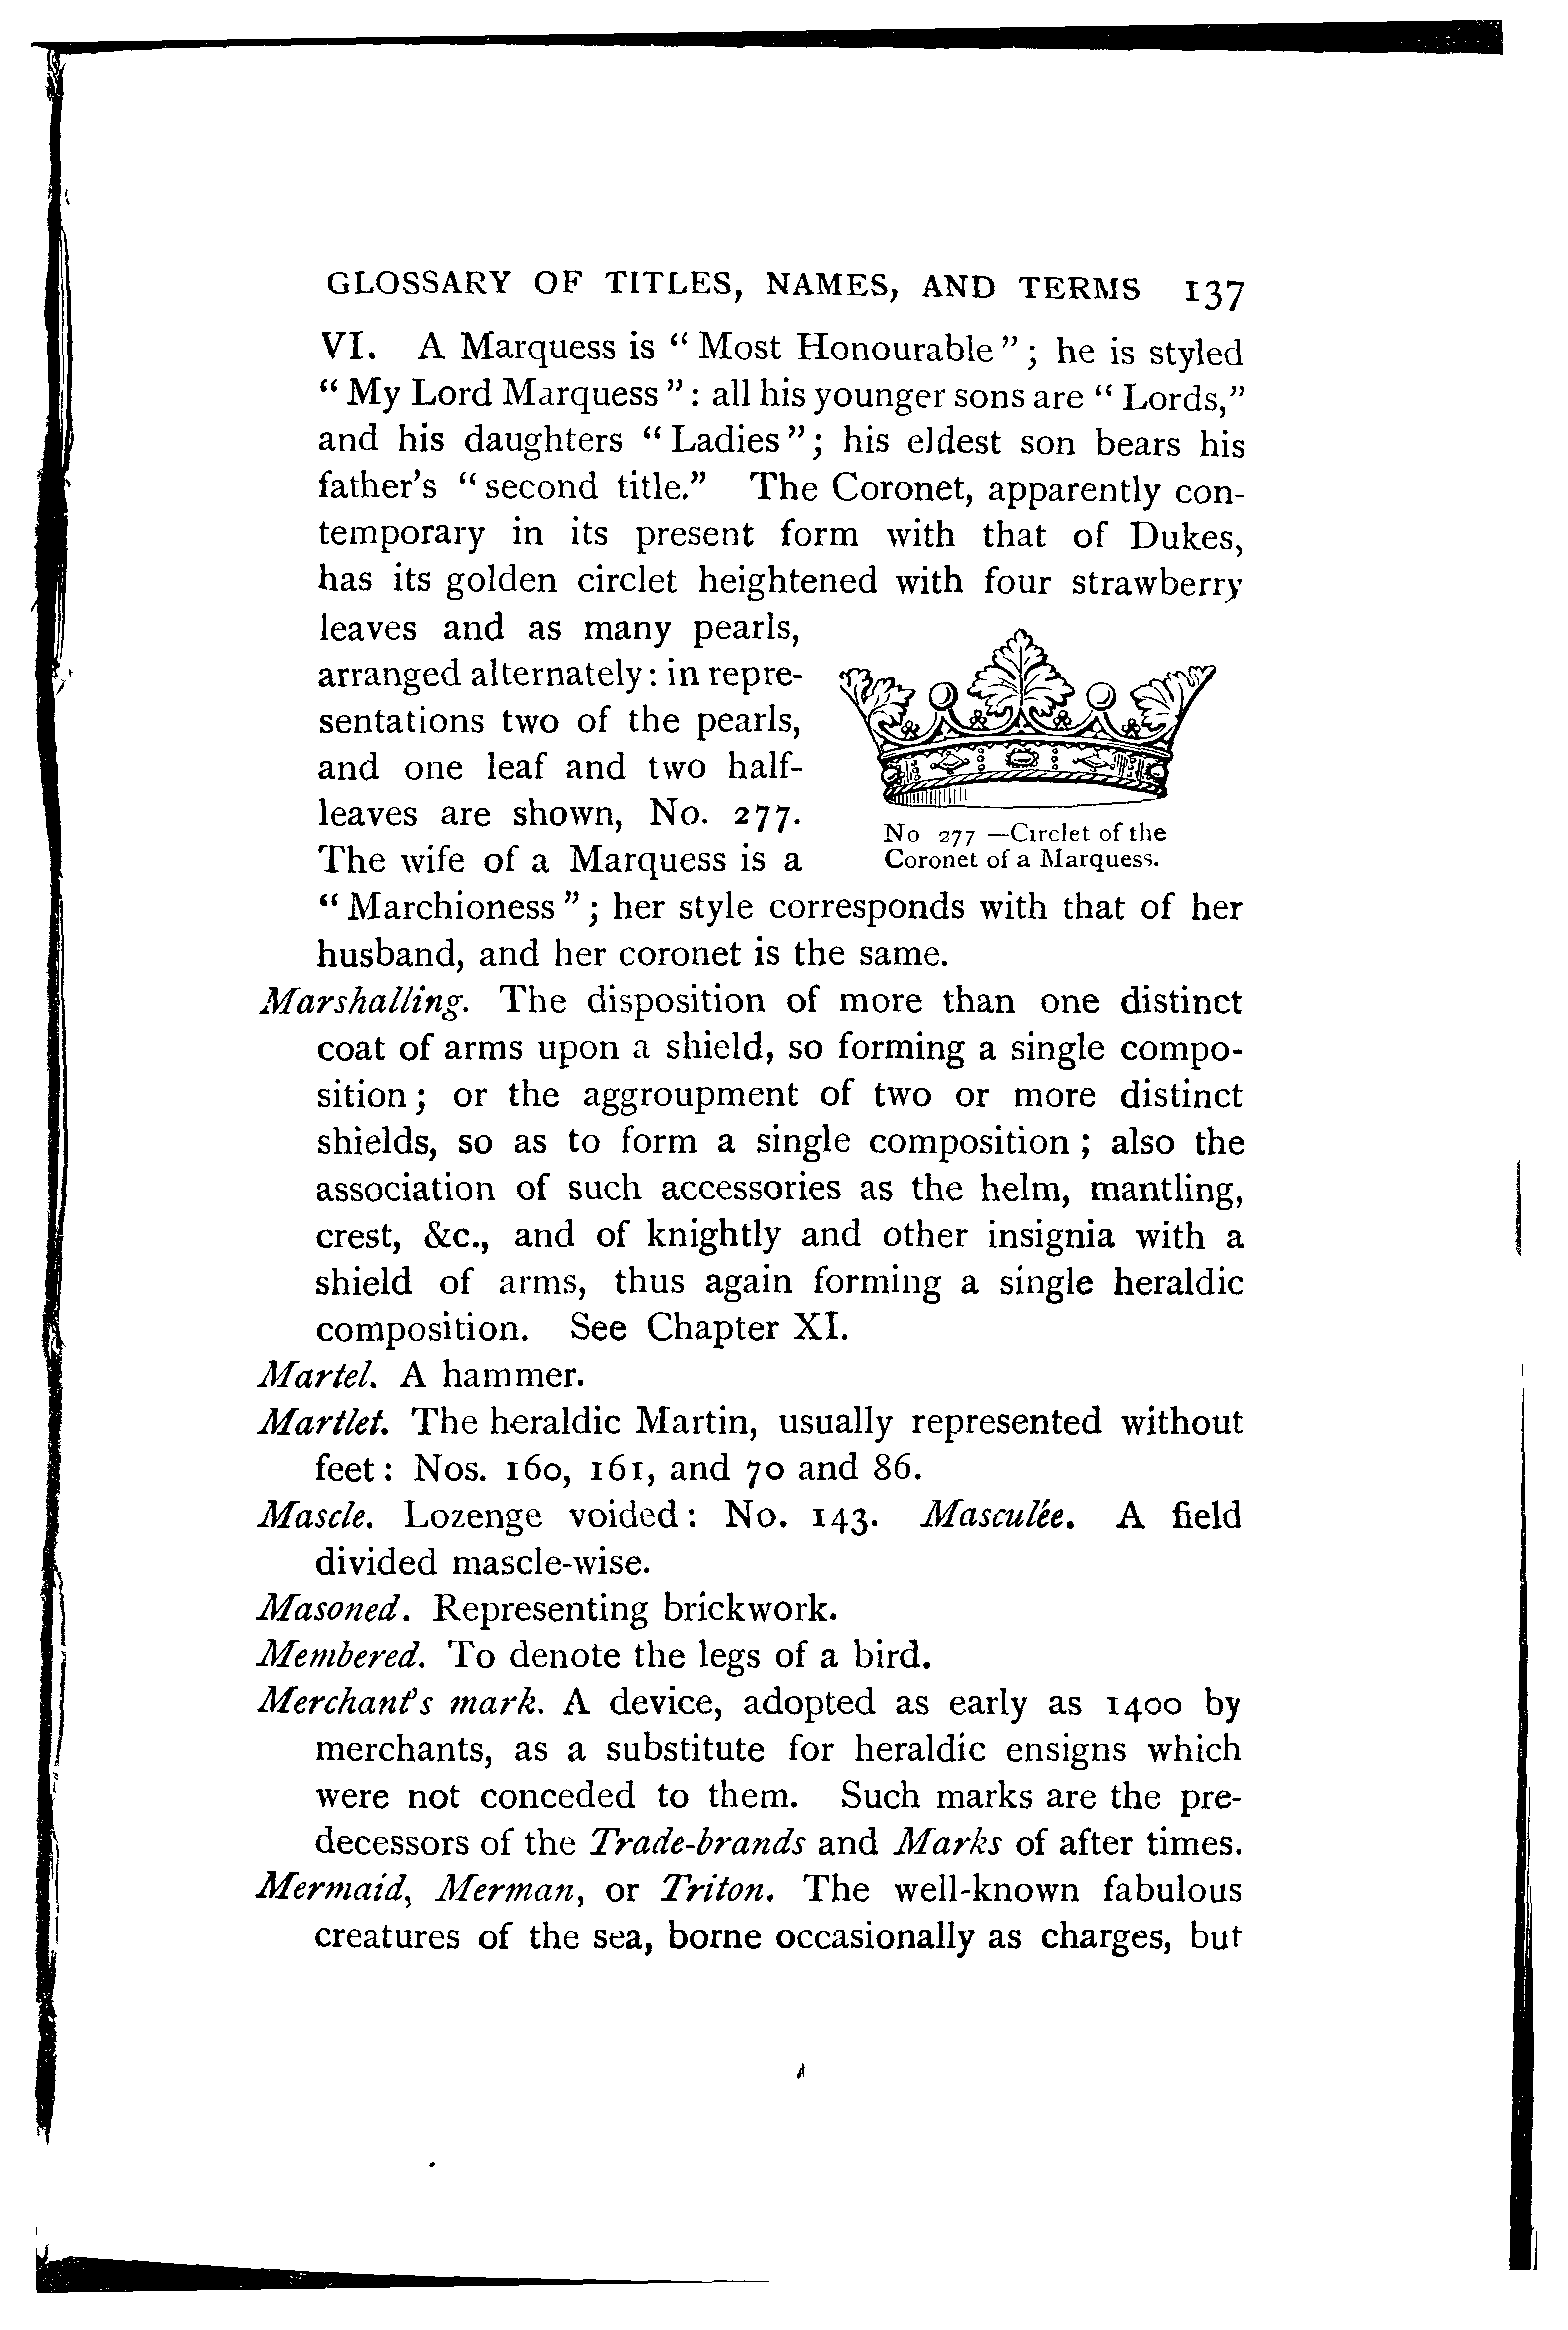 GLOSSARY OF TITLES, NAMES, AND TERMS 137
VI. A Marquess is “ Most Honourable ” ; he is styled
“ My Lord Marquess ” : all his younger sons are “ Lords,”
and his daughters “ Ladies ” ; his eldest son bears his
father’s “ second title.” The Coronet, apparently con-
temporary in its present form with that of Dukes,
has its golden circlet heightened with four strawberry
leaves and as many pearls,
arranged alternately : in repre-
sentations two of the pearls,
and one leaf and two half-
leaves are shown, No. 277.
The wife of a Marquess is a
No 277 —Circlet of the
Coronet of a Marquess.
“ Marchioness ” ; her style corresponds with that of her
husband, and her coronet is the same.
Marshalling. The disposition of more than one distinct
coat of arms upon a shield, so forming a single compo-
sition ; or the aggroupment of two or more distinct
shields, so as to form a single composition ; also the
association of such accessories as the helm, mantling,
crest, &c., and of knightly and other insignia with a
shield of arms, thus again forming a single heraldic
composition. See Chapter XI.
Martel. A hammer.
Martlet. The heraldic Martin, usually represented without
feet : Nos. 160, 161, and 70 and 86.
Mascle. Lozenge voided : No. 143. Masculée. A field
divided mascle-wise.
Masoned. Representing brickwork.
Membered. To denote the legs of a bird.
Merchant’s mark. A device, adopted as early as 1400 by
merchants, as a substitute for heraldic ensigns which
were not conceded to them. Such marks are the pre-
decessors of the Trade-brands and Marks of after times.
Mermaid, Merman, or Triton. The well-known fabulous
creatures of the sea, borne occasionally as charges, but